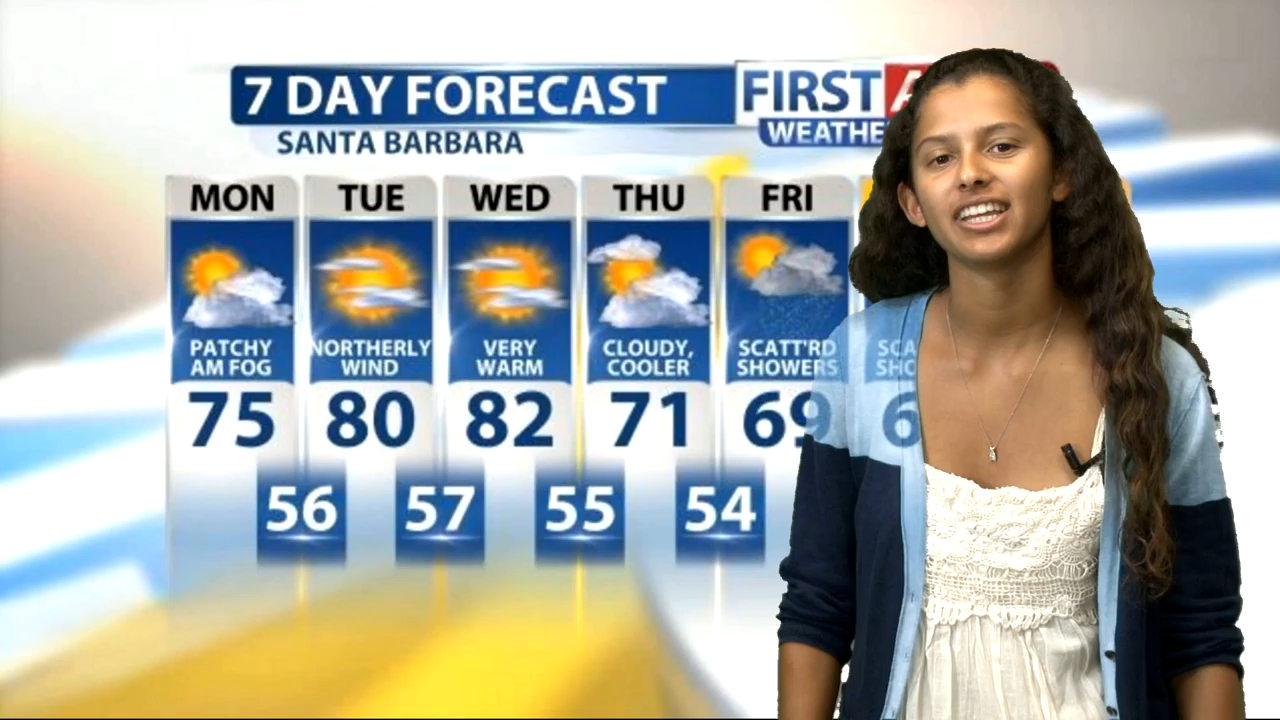 7 DAY FORECAST
FIRST
WEATHE
SANTA BARBARA
MON TUE WED THU FRI
PATCHY AM FOG
NORTHERLY WIND
VERY WARM
CLOUDY, COOLER
SCATT'RD SHOWERS
75 80 82 71 69
56 57 55 54